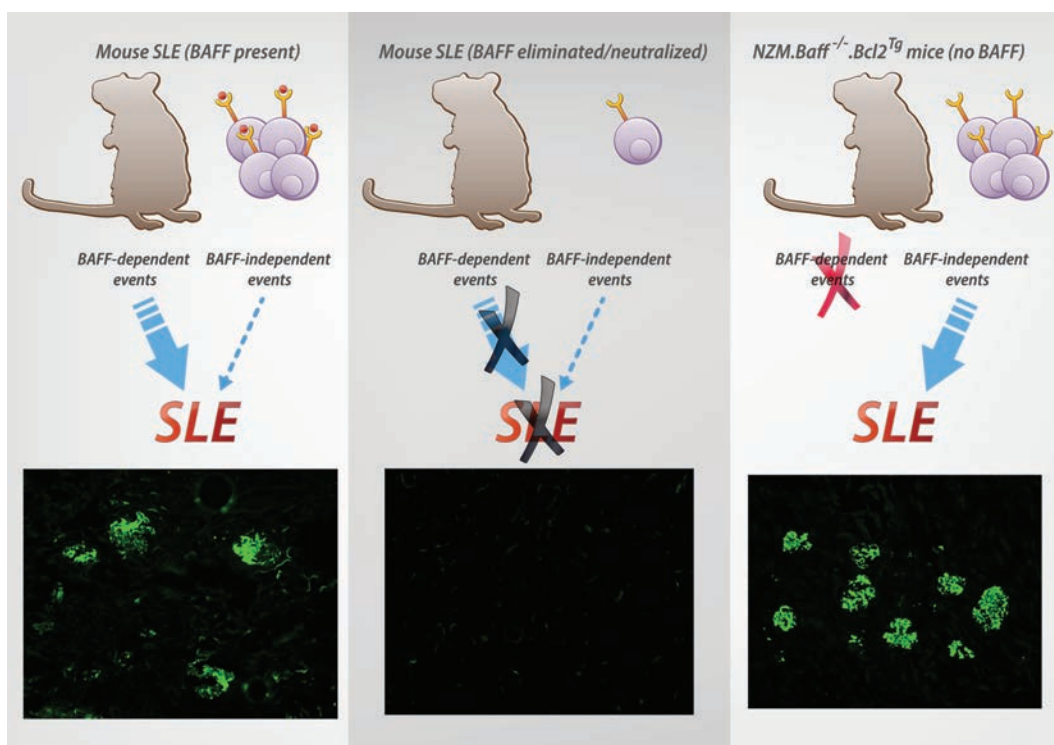 Mouse SLE (BAFF present)
BAFF-dependent events
BAFF-independent events
SLE
Mouse SLE (BAFF eliminated/neutralized)
BAFF-dependent events
BAFF-independent events
SLE
NZM.Baff-/-.Bcl2Tg mice (no BAFF)
BAFF-dependent events
BAFF-independent events
SLE